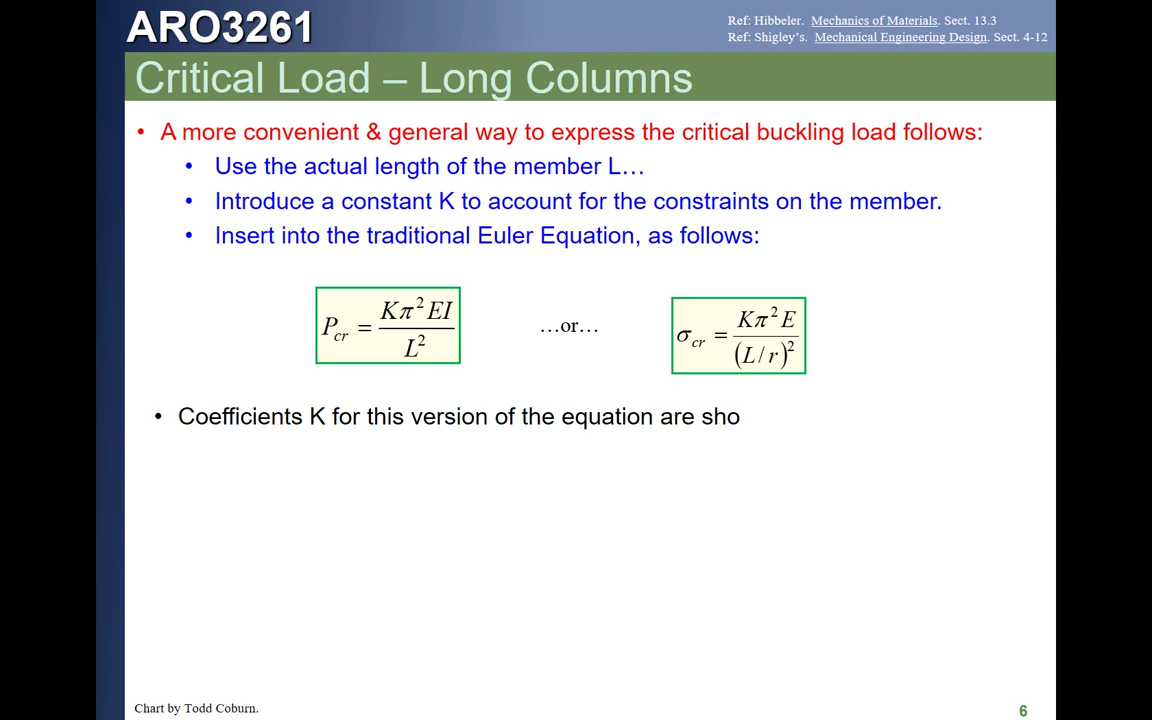 ARO3261
Ref: Hibbeler. Mechanics of Materials. Sect. 13.3
Ref: Shigley's. Mechanical Engineering Design. Sect. 4-12
Critical Load – Long Columns
• A more convenient & general way to express the critical buckling load follows:
• Use the actual length of the member L…
• Introduce a constant K to account for the constraints on the member.
• Insert into the traditional Euler Equation, as follows:
P_cr = Kπ²EI / L² …or… σ_cr = Kπ²E / (L/r)²
• Coefficients K for this version of the equation are sho
Chart by Todd Coburn.
6